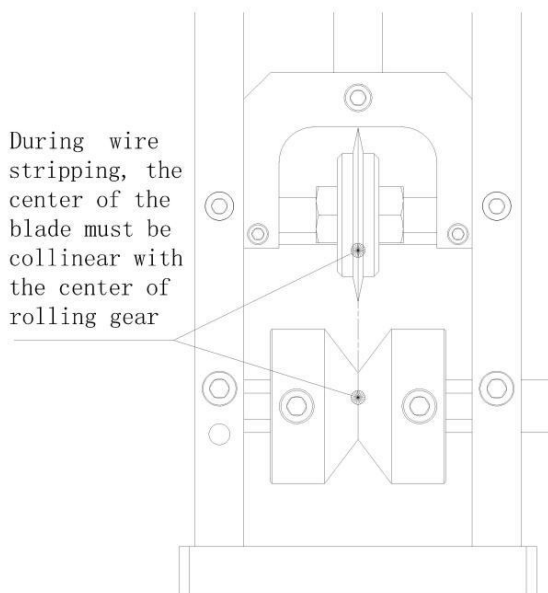 During wire
stripping, the
center of the
blade must be
collinear with
the center of
rolling gear